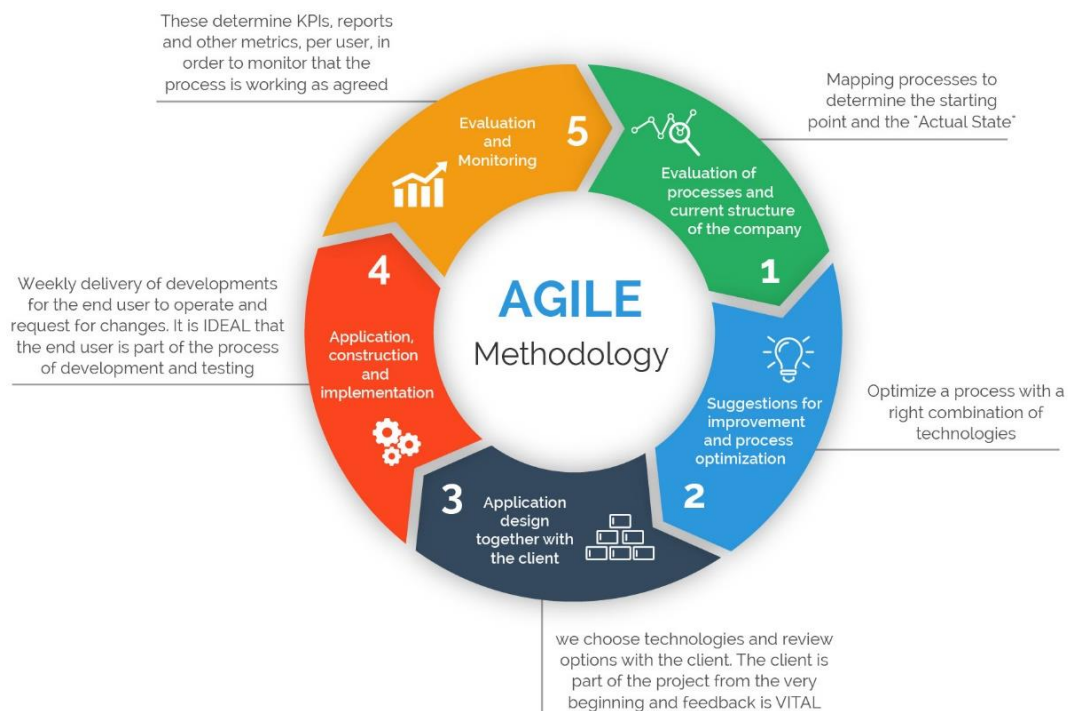 AGILE
Methodology
Evaluation of
processes and
current structure
of the company
1
Mapping processes to
determine the starting
point and the "Actual State"
Suggestions for
improvement
and process
optimization
2
Optimize a process with a
right combination of
technologies
3
Application
design
together with
the client
we choose technologies and review
options with the client. The client is
part of the project from the very
beginning and feedback is VITAL
4
Application,
construction
and
implementation
Weekly delivery of developments
for the end user to operate and
request for changes. It is IDEAL that
the end user is part of the process
of development and testing
5
Evaluation
and
Monitoring
These determine KPIs, reports
and other metrics, per user, in
order to monitor that the
process is working as agreed